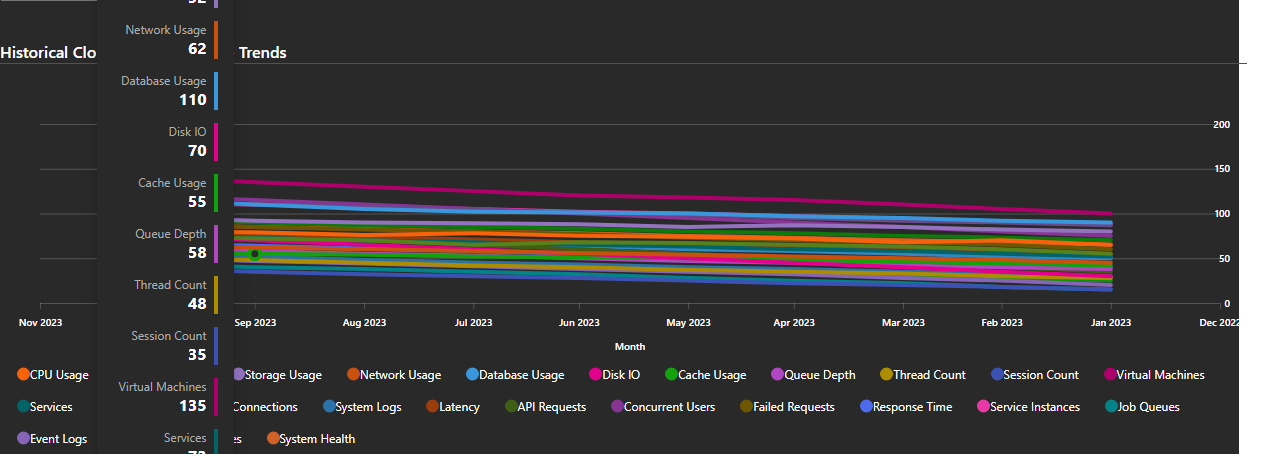 Network Usage
62
Historical Clo
Trends
Database Usage
110
Disk IO
70
Cache Usage
55
Queue Depth
58
Thread Count
48
Session Count
35
Virtual Machines
135
Services
200
150
100
50
0
Nov 2023 Sep 2023 Aug 2023 Jul 2023 Jun 2023 May 2023 Apr 2023 Mar 2023 Feb 2023 Jan 2023 Dec 2022
Month
CPU Usage Storage Usage Network Usage Database Usage Disk IO Cache Usage Queue Depth Thread Count Session Count Virtual Machines
Services Connections System Logs Latency API Requests Concurrent Users Failed Requests Response Time Service Instances Job Queues
Event Logs es System Health